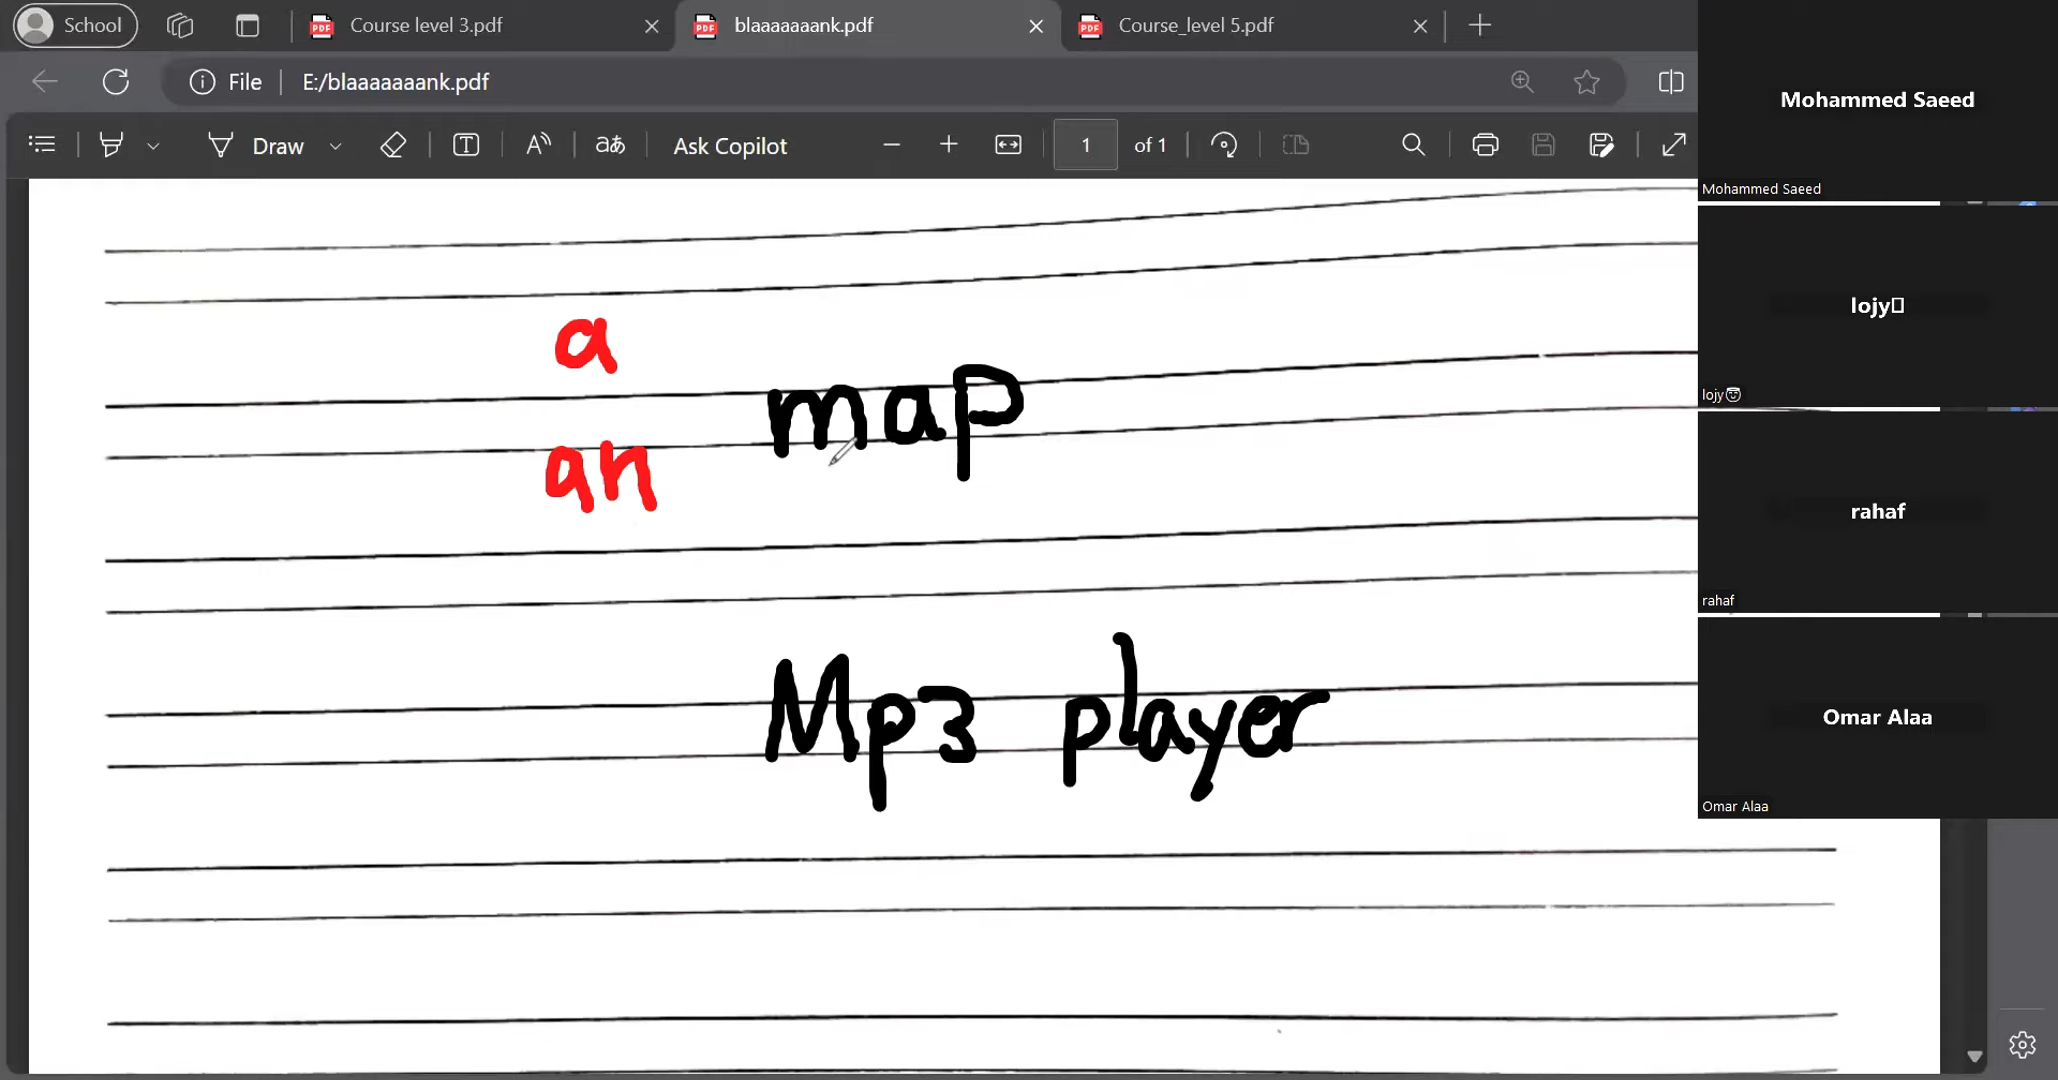 School
Course level 3.pdf
blaaaaaaank.pdf
Course_level 5.pdf
File
E:/blaaaaaaank.pdf
Draw
Ask Copilot
1
of 1
a
map
an
Mp3 player
Mohammed Saeed
Mohammed Saeed
lojy
lojy😇
rahaf
rahaf
Omar Alaa
Omar Alaa